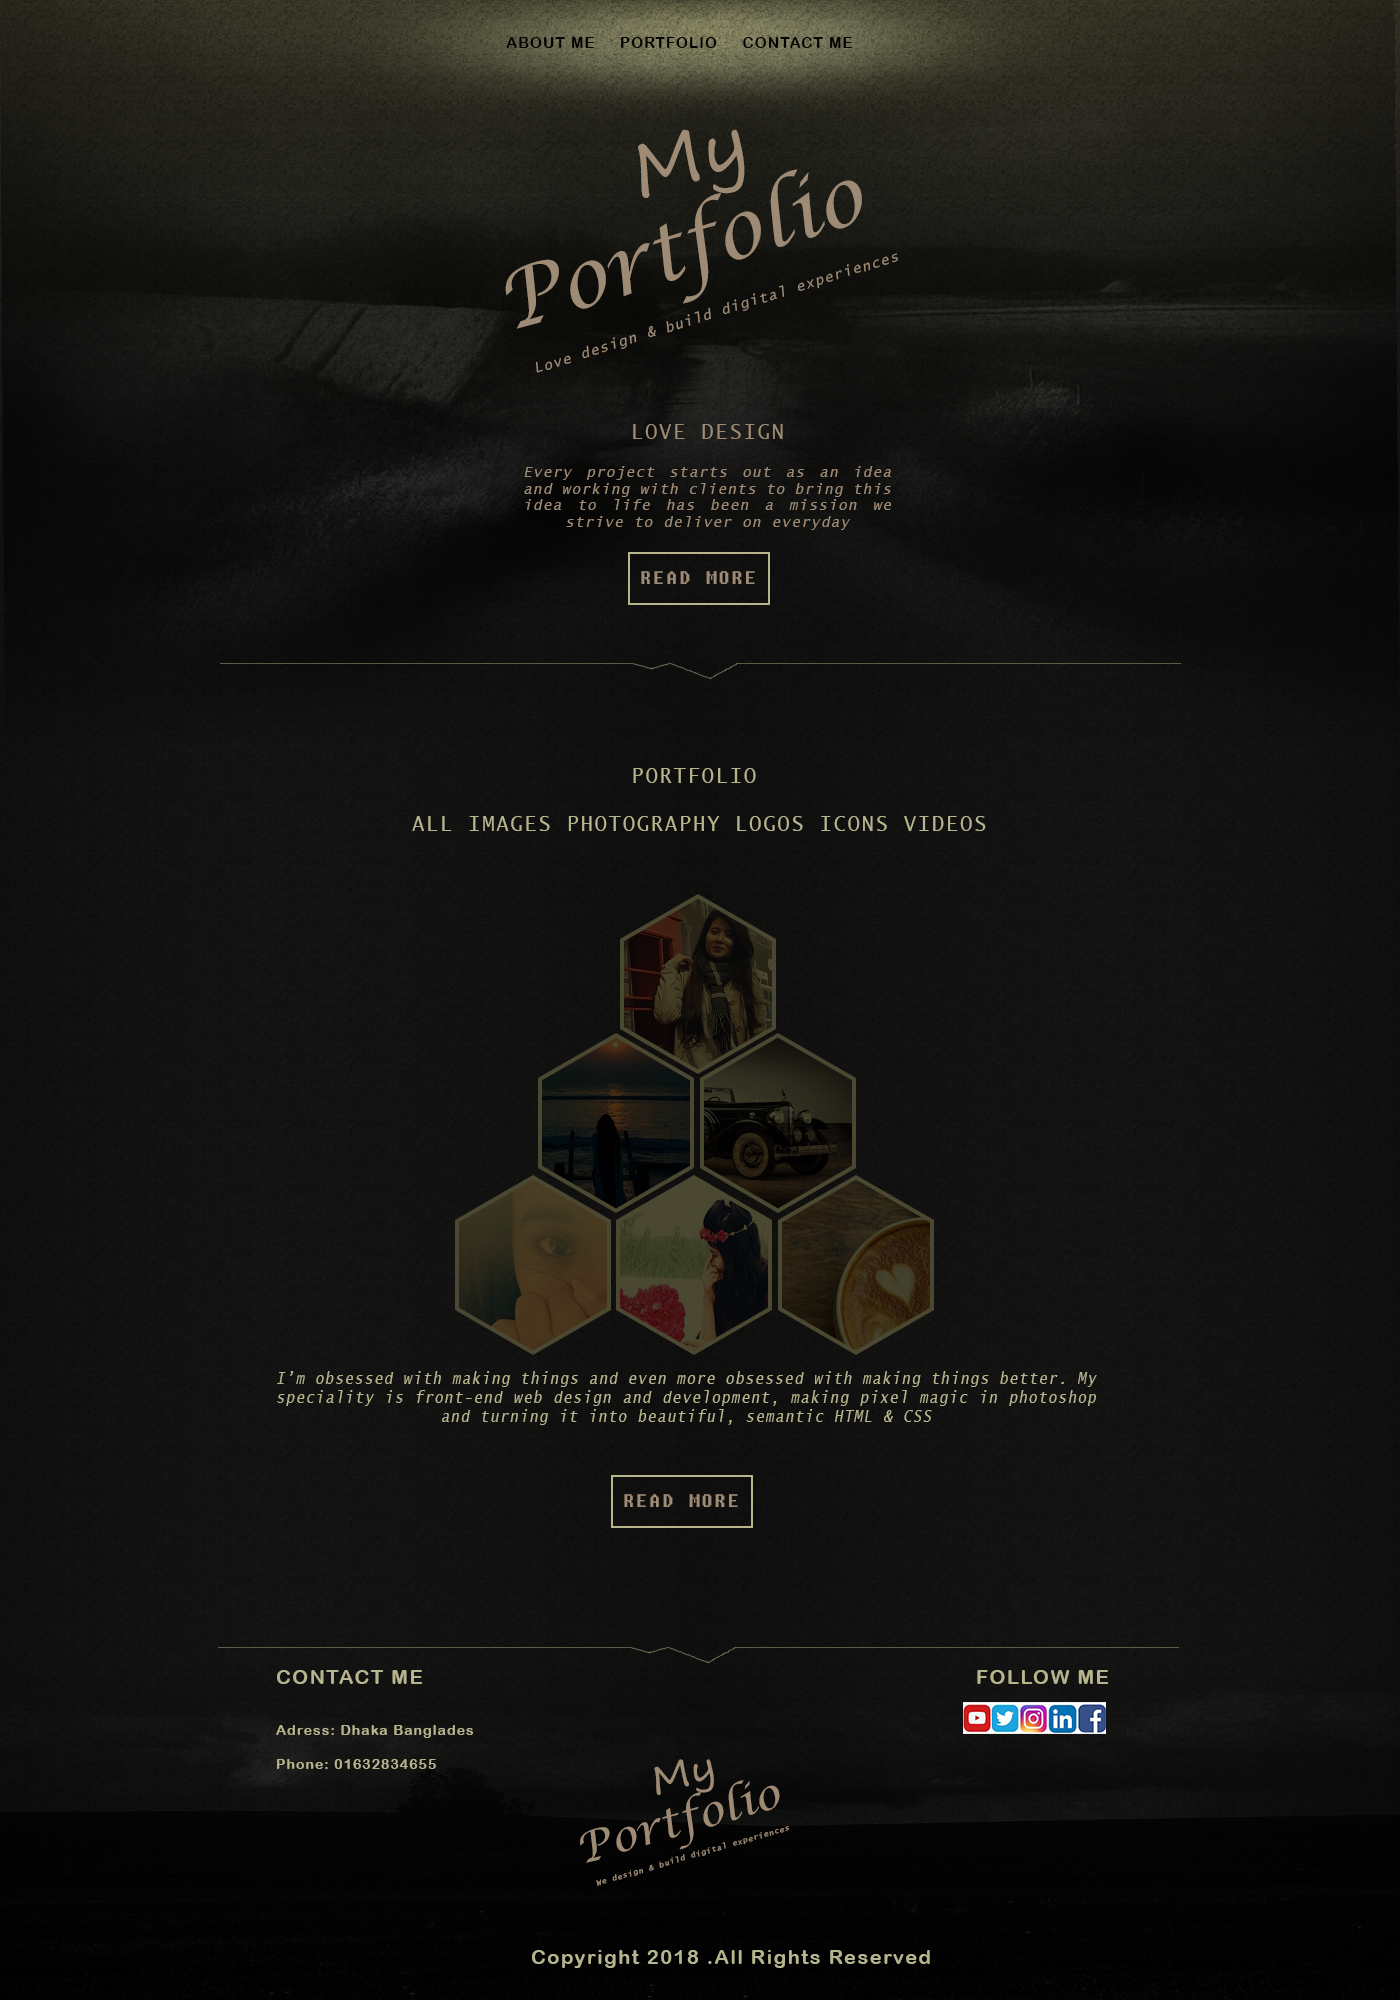 ABOUT ME PORTFOLIO CONTACT ME
My
Portfolio
Love design & build digital experiences
LOVE DESIGN
Every project starts out as an idea
and working with clients to bring this
idea to life has been a mission we
strive to deliver on everyday
READ MORE
PORTFOLIO
ALL IMAGES PHOTOGRAPHY LOGOS ICONS VIDEOS
I’m obsessed with making things and even more obsessed with making things better. My
speciality is front-end web design and development, making pixel magic in photoshop
and turning it into beautiful, semantic HTML & CSS
READ MORE
CONTACT ME
Adress: Dhaka Banglades
Phone: 01632834655
FOLLOW ME
My
Portfolio
We design & build digital experiences
Copyright 2018 .All Rights Reserved